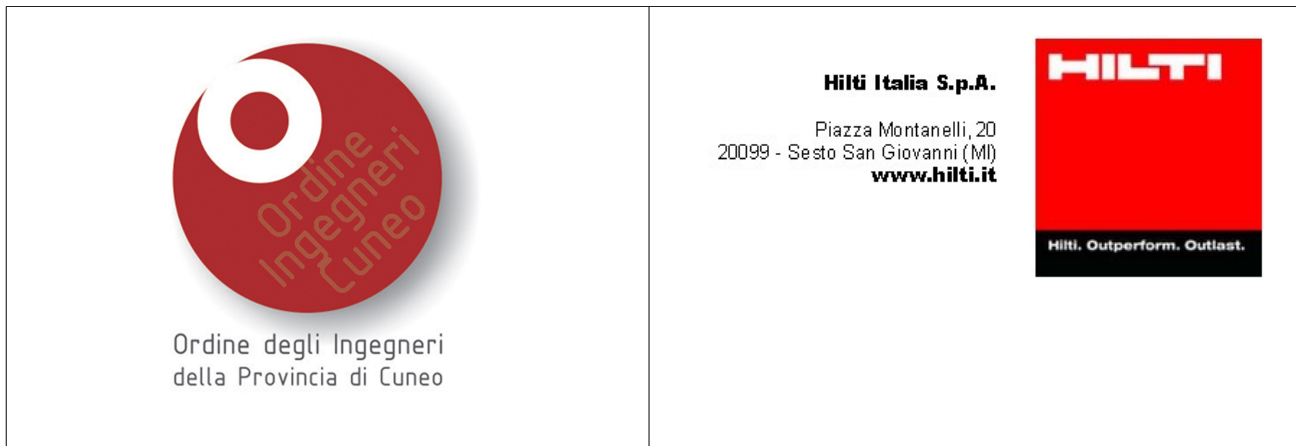 Ordine
Ingegneri
Cuneo
Ordine degli Ingegneri
della Provincia di Cuneo
Hilti Italia S.p.A.
Piazza Montanelli, 20
20099 - Sesto San Giovanni (MI)
www.hilti.it
HILTI
Hilti. Outperform. Outlast.